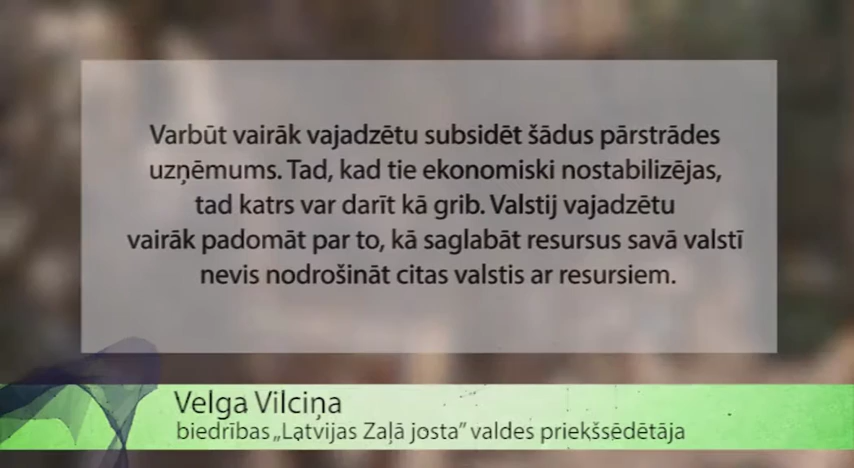 Varbūt vairāk vajadzētu subsidēt šādus pārstrādes
uzņēmums. Tad, kad tie ekonomiski nostabilizējas,
tad katrs var darīt kā grib. Valstij vajadzētu
vairāk padomāt par to, kā saglabāt resursus savā valstī
nevis nodrošināt citas valstis ar resursiem.
Velga Vilciņa
biedrības „Latvijas Zaļā josta” valdes priekšsēdētāja